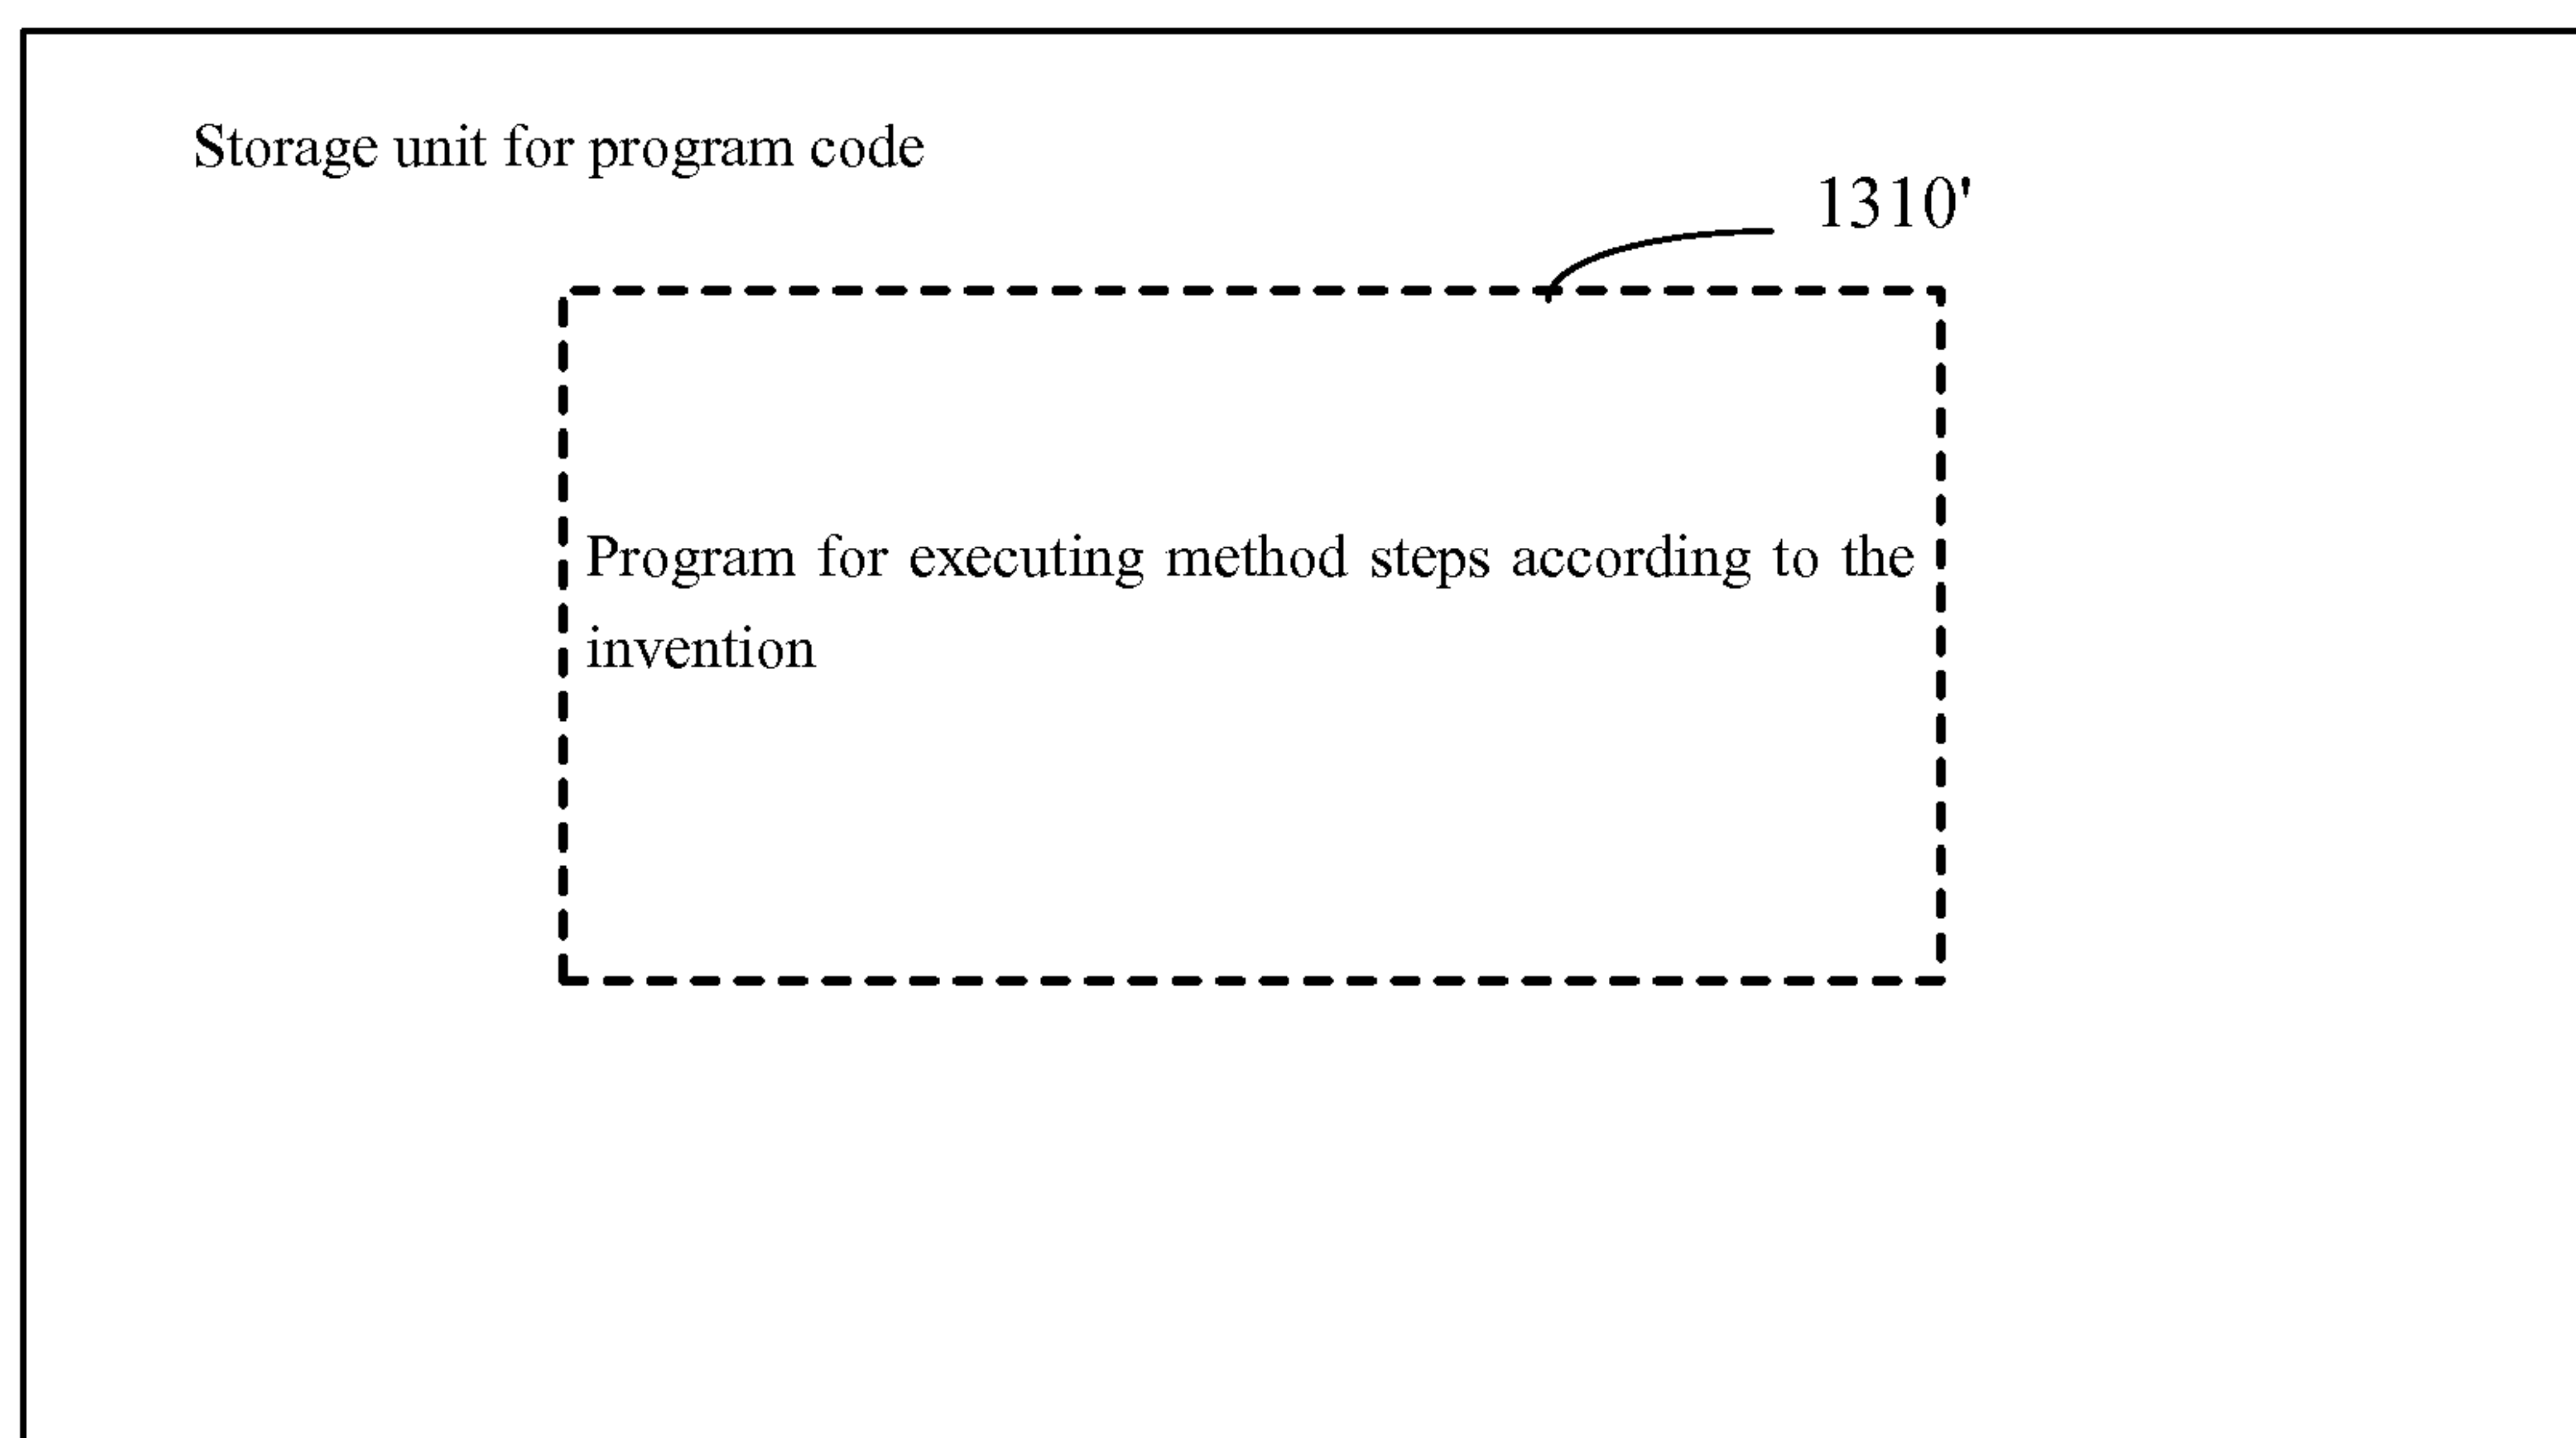 Storage unit for program code
1310'
Program for executing method steps according to the
invention